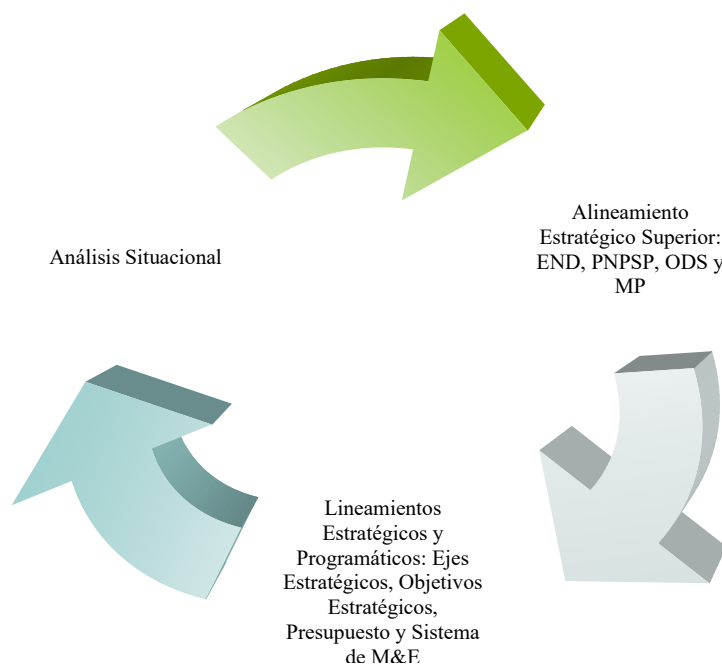 Análisis Situacional
Alineamiento
Estratégico Superior:
END, PNPSP, ODS y
MP
Lineamientos
Estratégicos y
Programáticos: Ejes
Estratégicos, Objetivos
Estratégicos,
Presupuesto y Sistema
de M&E